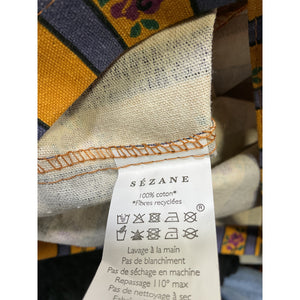 SÉZANE
100% coton*
*Fibres recyclées
®
Lavage à la main
Pas de blanchiment
Pas de séchage en machine
Repassage 110° max
Pas de nettoyage à sec